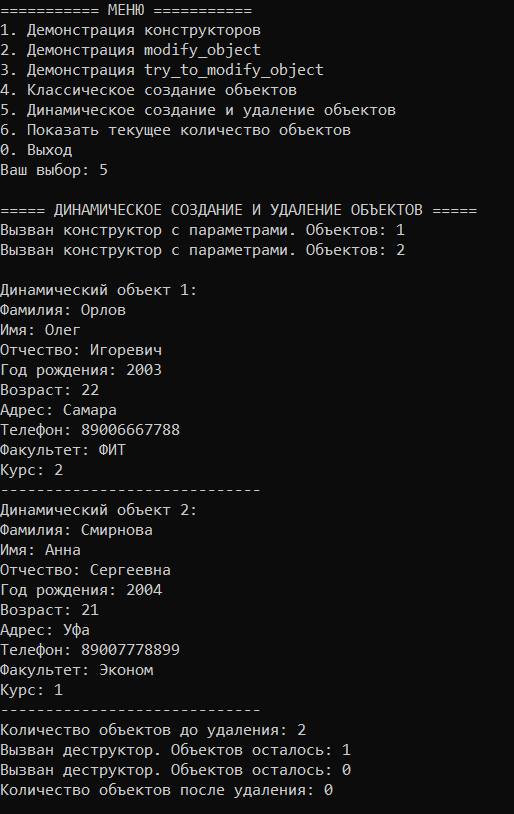 =========== МЕНЮ ===========
1. Демонстрация конструкторов
2. Демонстрация modify_object
3. Демонстрация try_to_modify_object
4. Классическое создание объектов
5. Динамическое создание и удаление объектов
6. Показать текущее количество объектов
0. Выход
Ваш выбор: 5
===== ДИНАМИЧЕСКОЕ СОЗДАНИЕ И УДАЛЕНИЕ ОБЪЕКТОВ =====
Вызван конструктор с параметрами. Объектов: 1
Вызван конструктор с параметрами. Объектов: 2
Динамический объект 1:
Фамилия: Орлов
Имя: Олег
Отчество: Игоревич
Год рождения: 2003
Возраст: 22
Адрес: Самара
Телефон: 89006667788
Факультет: ФИТ
Курс: 2
-----------------------------
Динамический объект 2:
Фамилия: Смирнова
Имя: Анна
Отчество: Сергеевна
Год рождения: 2004
Возраст: 21
Адрес: Уфа
Телефон: 89007778899
Факультет: Эконом
Курс: 1
-----------------------------
Количество объектов до удаления: 2
Вызван деструктор. Объектов осталось: 1
Вызван деструктор. Объектов осталось: 0
Количество объектов после удаления: 0